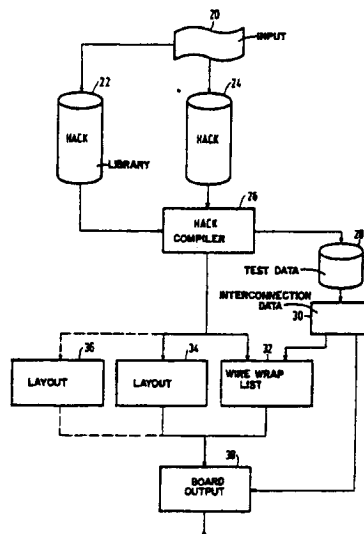 20
INPUT
22
24
HACK
HACK
LIBRARY
26
HACK
COMPILER
28
TEST DATA
INTERCONNECTION
DATA
30
36
34
32
LAYOUT
LAYOUT
WIRE WRAP
LIST
38
BOARD
OUTPUT